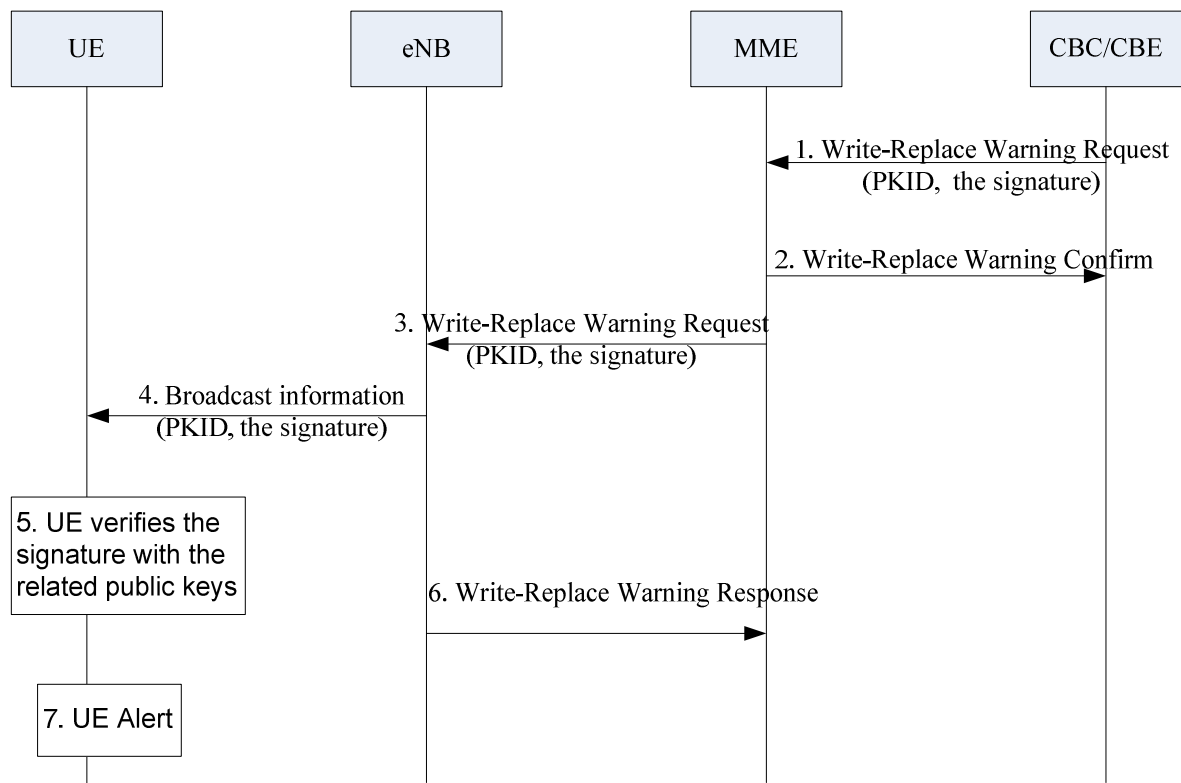 UE
eNB
MME
CBC/CBE
1. Write-Replace Warning Request
(PKID, the signature)
2. Write-Replace Warning Confirm
3. Write-Replace Warning Request
(PKID, the signature)
4. Broadcast information
(PKID, the signature)
5. UE verifies the
signature with the
related public keys
6. Write-Replace Warning Response
7. UE Alert